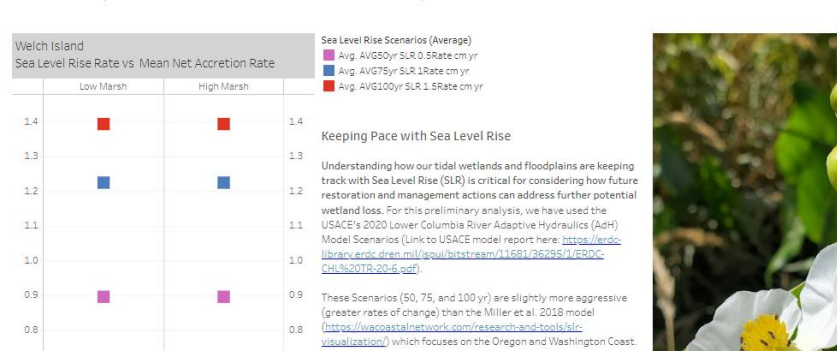 Welch Island
Sea Level Rise Rate vs Mean Net Accretion Rate
Low Marsh
High Marsh
1.4
1.4
1.3
1.3
1.2
1.2
1.1
1.1
1.0
1.0
0.9
0.9
0.8
0.8
Sea Level Rise Scenarios (Average)
Avg. AVG50yr SLR 0.5Rate cm yr
Avg. AVG75yr SLR 1Rate cm yr
Avg. AVG100yr SLR 1.5Rate cm yr
Keeping Pace with Sea Level Rise
Understanding how our tidal wetlands and floodplains are keeping
track with Sea Level Rise (SLR) is critical for considering how future
restoration and management actions can address further potential
wetland loss. For this preliminary analysis, we have used the
USACE's 2020 Lower Columbia River Adaptive Hydraulics (AdH)
Model Scenarios (Link to USACE model report here: https://erdc-
library.erdc.dren.mil/jspui/bitstream/11681/36295/1/ERDC-
CHL%20TR-20-6.pdf).
These Scenarios (50, 75, and 100 yr) are slightly more aggressive
(greater rates of change) than the Miller et al. 2018 model
(https://wacoastalnetwork.com/research-and-tools/slr-
visualization/) which focuses on the Oregon and Washington Coast.